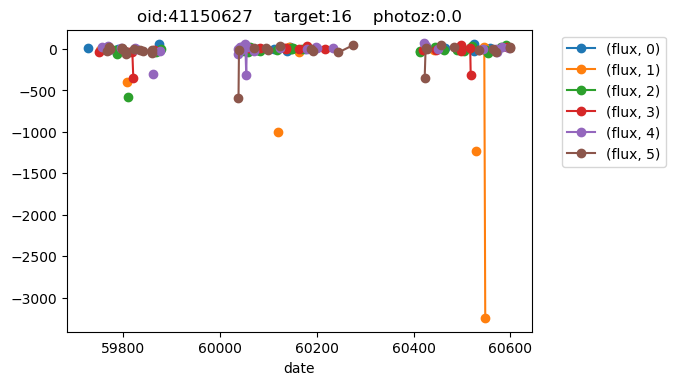 oid:41150627    target:16    photoz:0.0
0
−500
−1000
−1500
−2000
−2500
−3000
59800 60000 60200 60400 60600
date
(flux, 0)
(flux, 1)
(flux, 2)
(flux, 3)
(flux, 4)
(flux, 5)